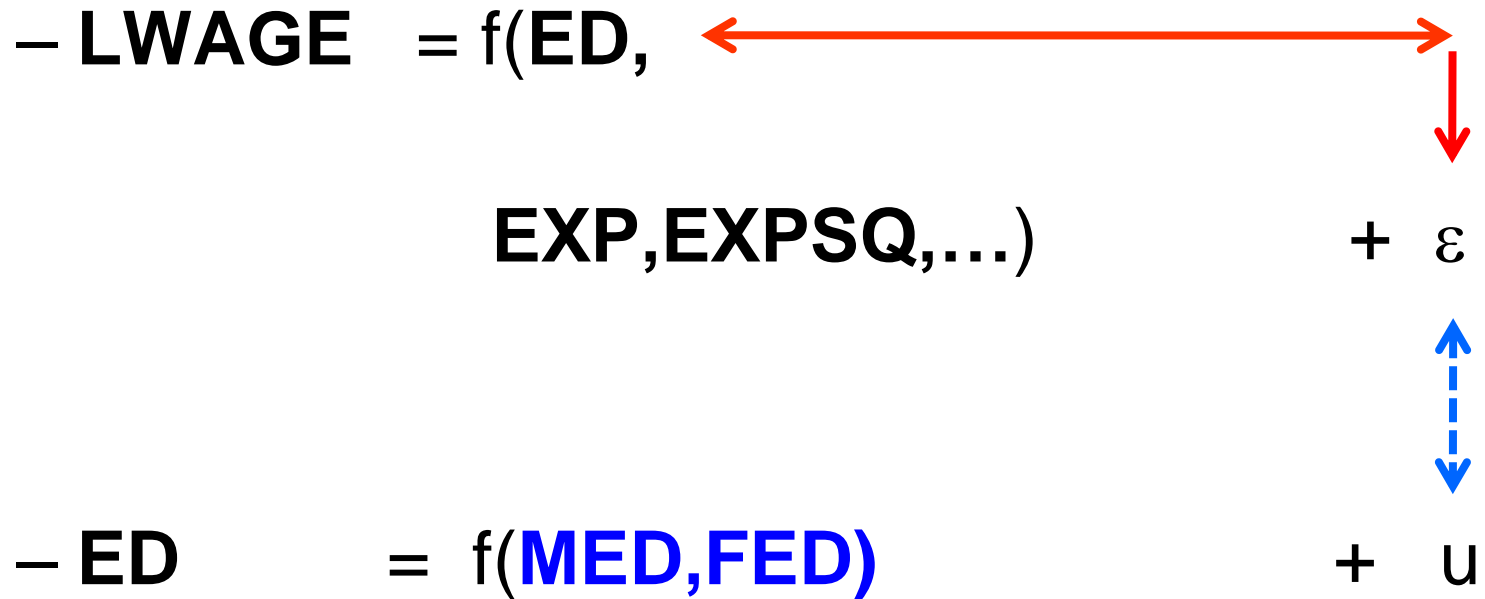 – LWAGE = f(ED,
EXP,EXPSQ,…) + ε
– ED = f(MED,FED) + u